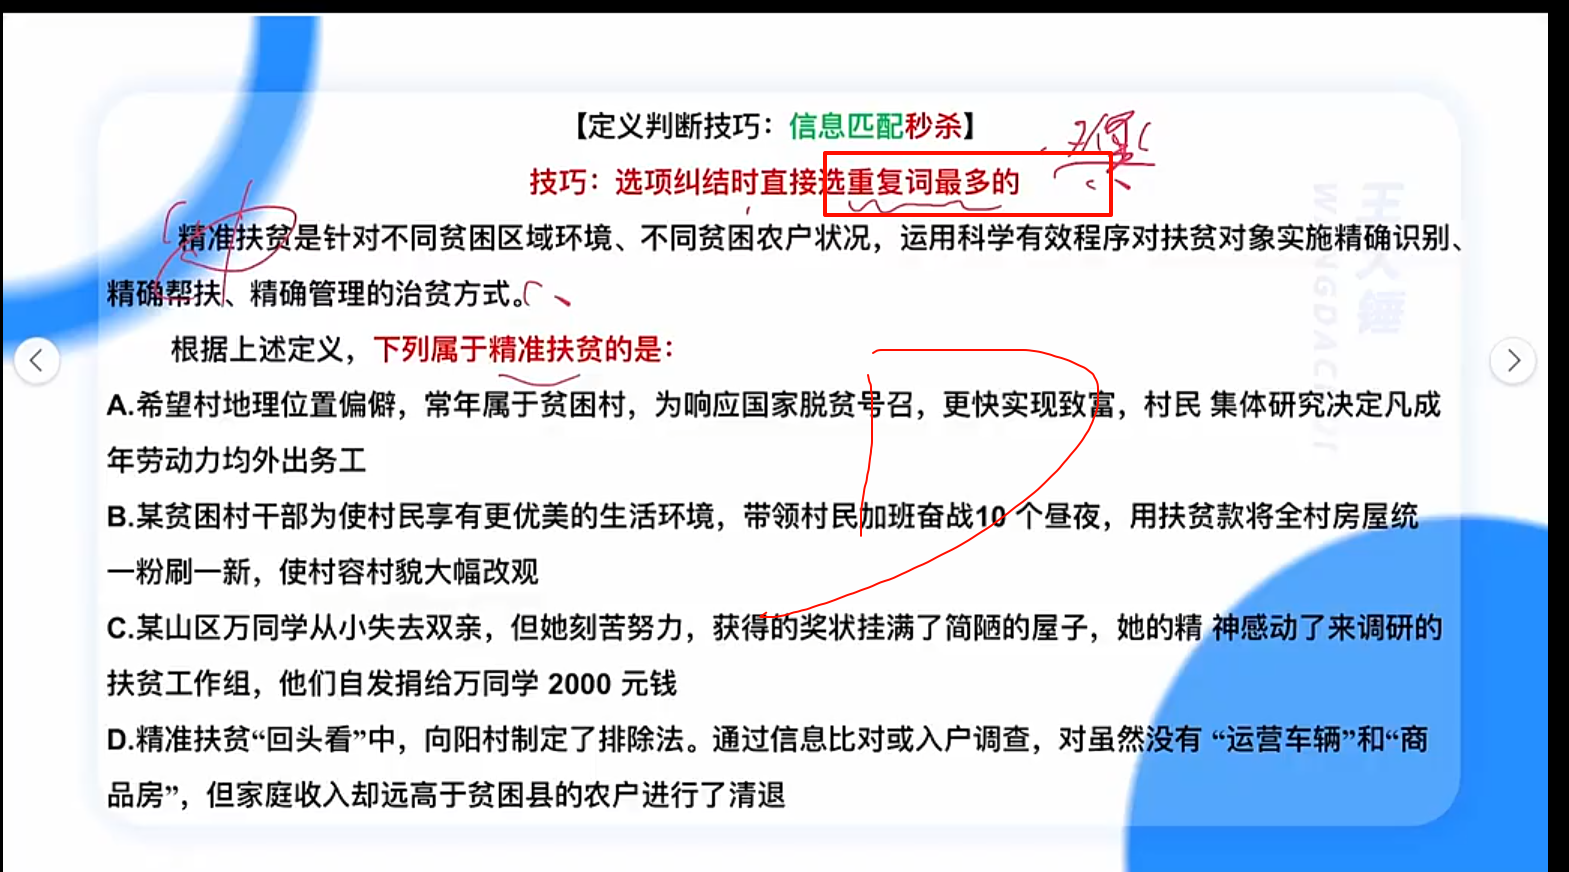 【定义判断技巧：信息匹配秒杀】
技巧：选项纠结时直接选重复词最多的
精准扶贫是针对不同贫困区域环境、不同贫困农户状况，运用科学有效程序对扶贫对象实施精确识别、
精确帮扶、精确管理的治贫方式。
根据上述定义，下列属于精准扶贫的是：
A.希望村地理位置偏僻，常年属于贫困村，为响应国家脱贫号召，更快实现致富，村民 集体研究决定凡成
年劳动力均外出务工
B.某贫困村干部为使村民享有更优美的生活环境，带领村民加班奋战10 个昼夜，用扶贫款将全村房屋统
一粉刷一新，使村容村貌大幅改观
C.某山区万同学从小失去双亲，但她刻苦努力，获得的奖状挂满了简陋的屋子，她的精 神感动了来调研的
扶贫工作组，他们自发捐给万同学 2000 元钱
D.精准扶贫“回头看”中，向阳村制定了排除法。通过信息比对或入户调查，对虽然没有 “运营车辆”和“商
品房”，但家庭收入却远高于贫困县的农户进行了清退
王大锤
WANGDACHUI